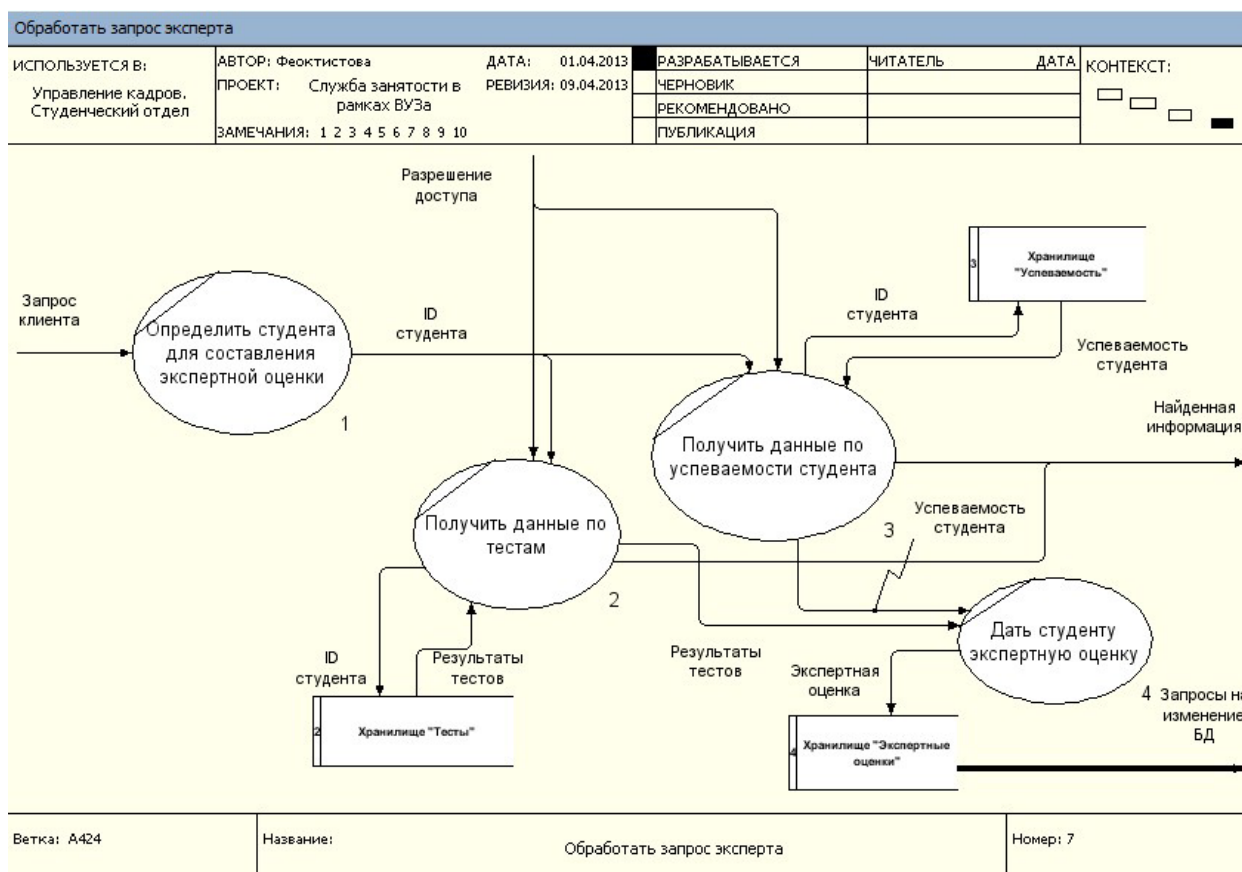 Обработать запрос эксперта
ИСПОЛЬЗУЕТСЯ В:
Управление кадров.
Студенческий отдел
АВТОР: Феоктистова
ДАТА: 01.04.2013
ПРОЕКТ: Служба занятости в
рамках ВУЗа
РЕВИЗИЯ: 09.04.2013
ЗАМЕЧАНИЯ: 1 2 3 4 5 6 7 8 9 10
РАЗРАБАТЫВАЕТСЯ
ЧЕРНОВИК
РЕКОМЕНДОВАНО
ПУБЛИКАЦИЯ
ЧИТАТЕЛЬ
ДАТА
КОНТЕКСТ:
Разрешение
доступа
3
Хранилище
"Успеваемость"
Запрос
клиента
Определить студента
для составления
экспертной оценки
1
ID
студента
ID
студента
Успеваемость
студента
Найденная
информация
Получить данные по
успеваемости студента
3
Успеваемость
студента
Получить данные по
тестам
2
Дать студенту
экспертную оценку
4
ID
студента
Результаты
тестов
Результаты
тестов
Экспертная
оценка
Запросы на
изменение
БД
2
Хранилище "Тесты"
4
Хранилище "Экспертные
оценки"
Ветка: A424
Название:
Обработать запрос эксперта
Номер: 7